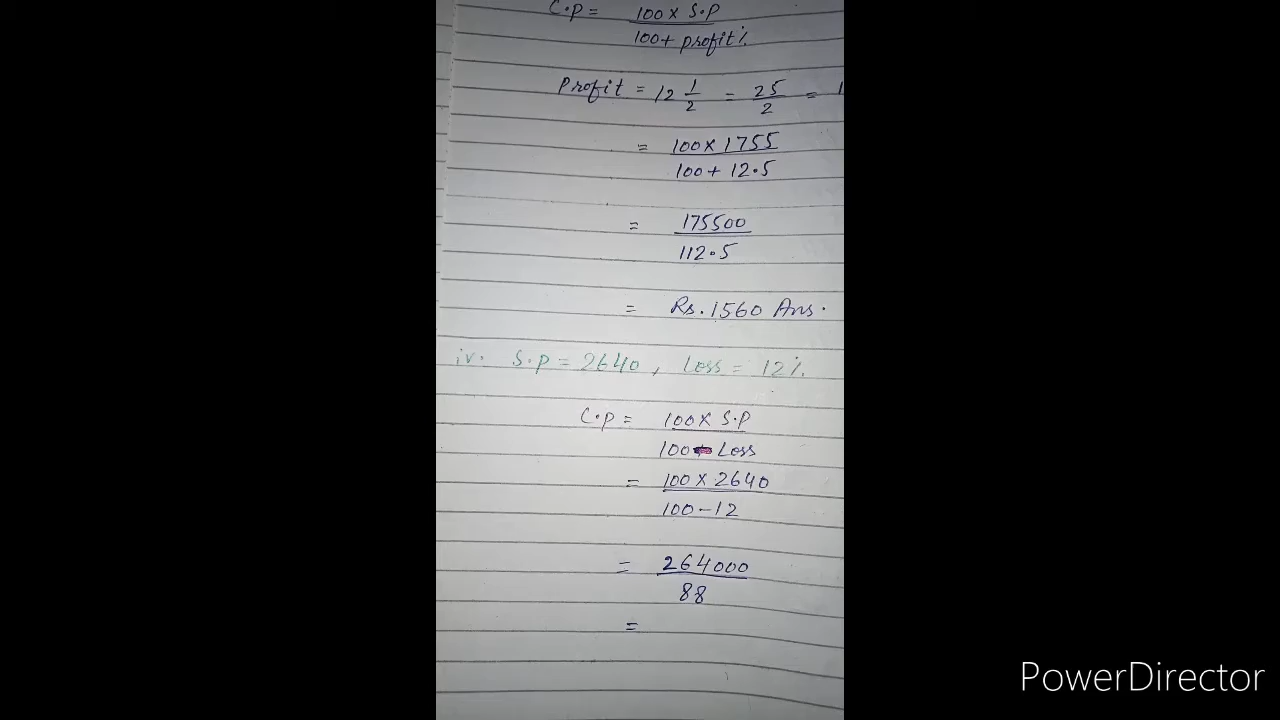 C.P = 100 x S.P
100 + profit%
Profit = 12 1/2 = 25/2 = 1
= 100 x 1755
100 + 12.5
= 175500
112.5
= Rs. 1560 Ans.
iv. S.P = 2640, Loss = 12%.
C.P = 100 x S.P
100 - Loss
= 100 x 2640
100 - 12
= 264000
88
=
PowerDirector